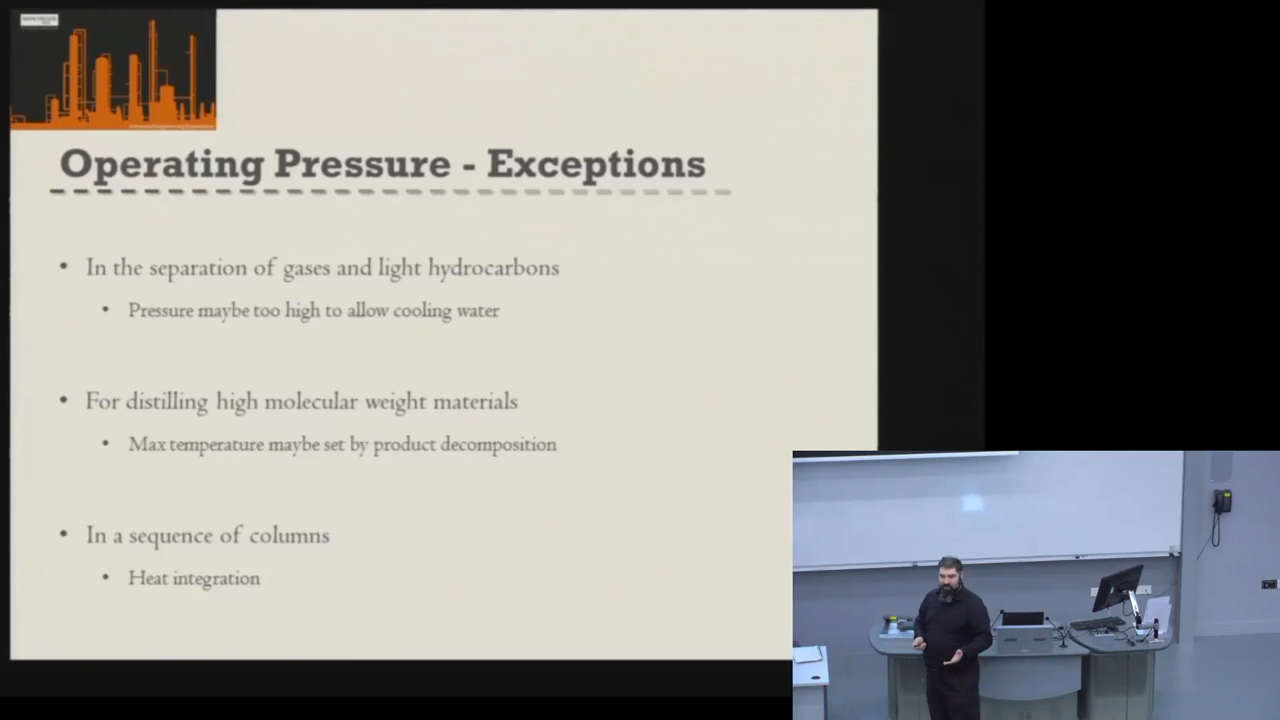 Operating Pressure - Exceptions
• In the separation of gases and light hydrocarbons
• Pressure maybe too high to allow cooling water
• For distilling high molecular weight materials
• Max temperature maybe set by product decomposition
• In a sequence of columns
• Heat integration